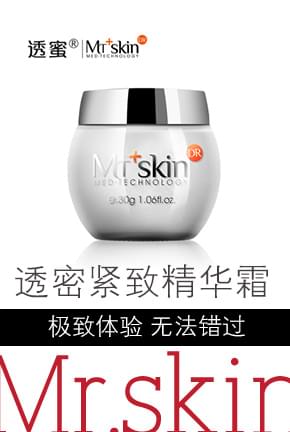 透蜜® Mr+skin DR
MED-TECHNOLOGY
Mr+skin DR
MED-TECHNOLOGY
e.30g 1.06fl.oz.
透密紧致精华霜
极致体验 无法错过
Mr.skin